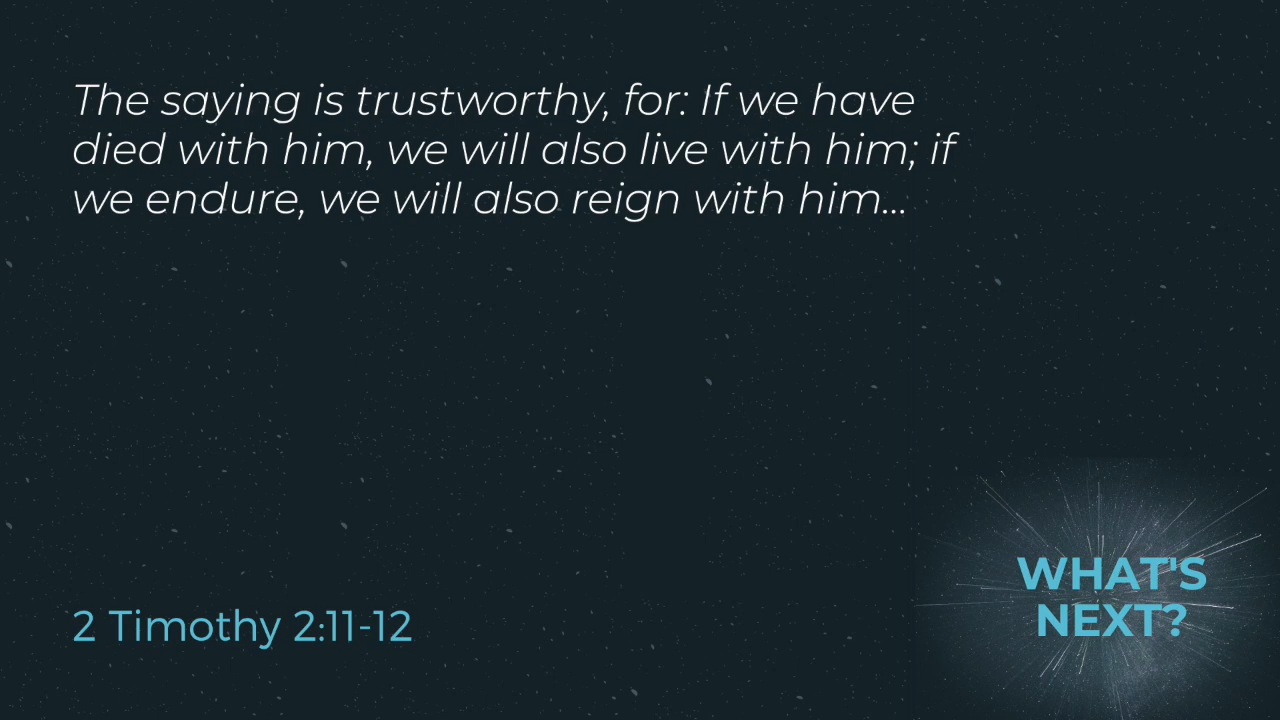 The saying is trustworthy, for: If we have
died with him, we will also live with him; if
we endure, we will also reign with him...
2 Timothy 2:11-12
WHAT'S
NEXT?